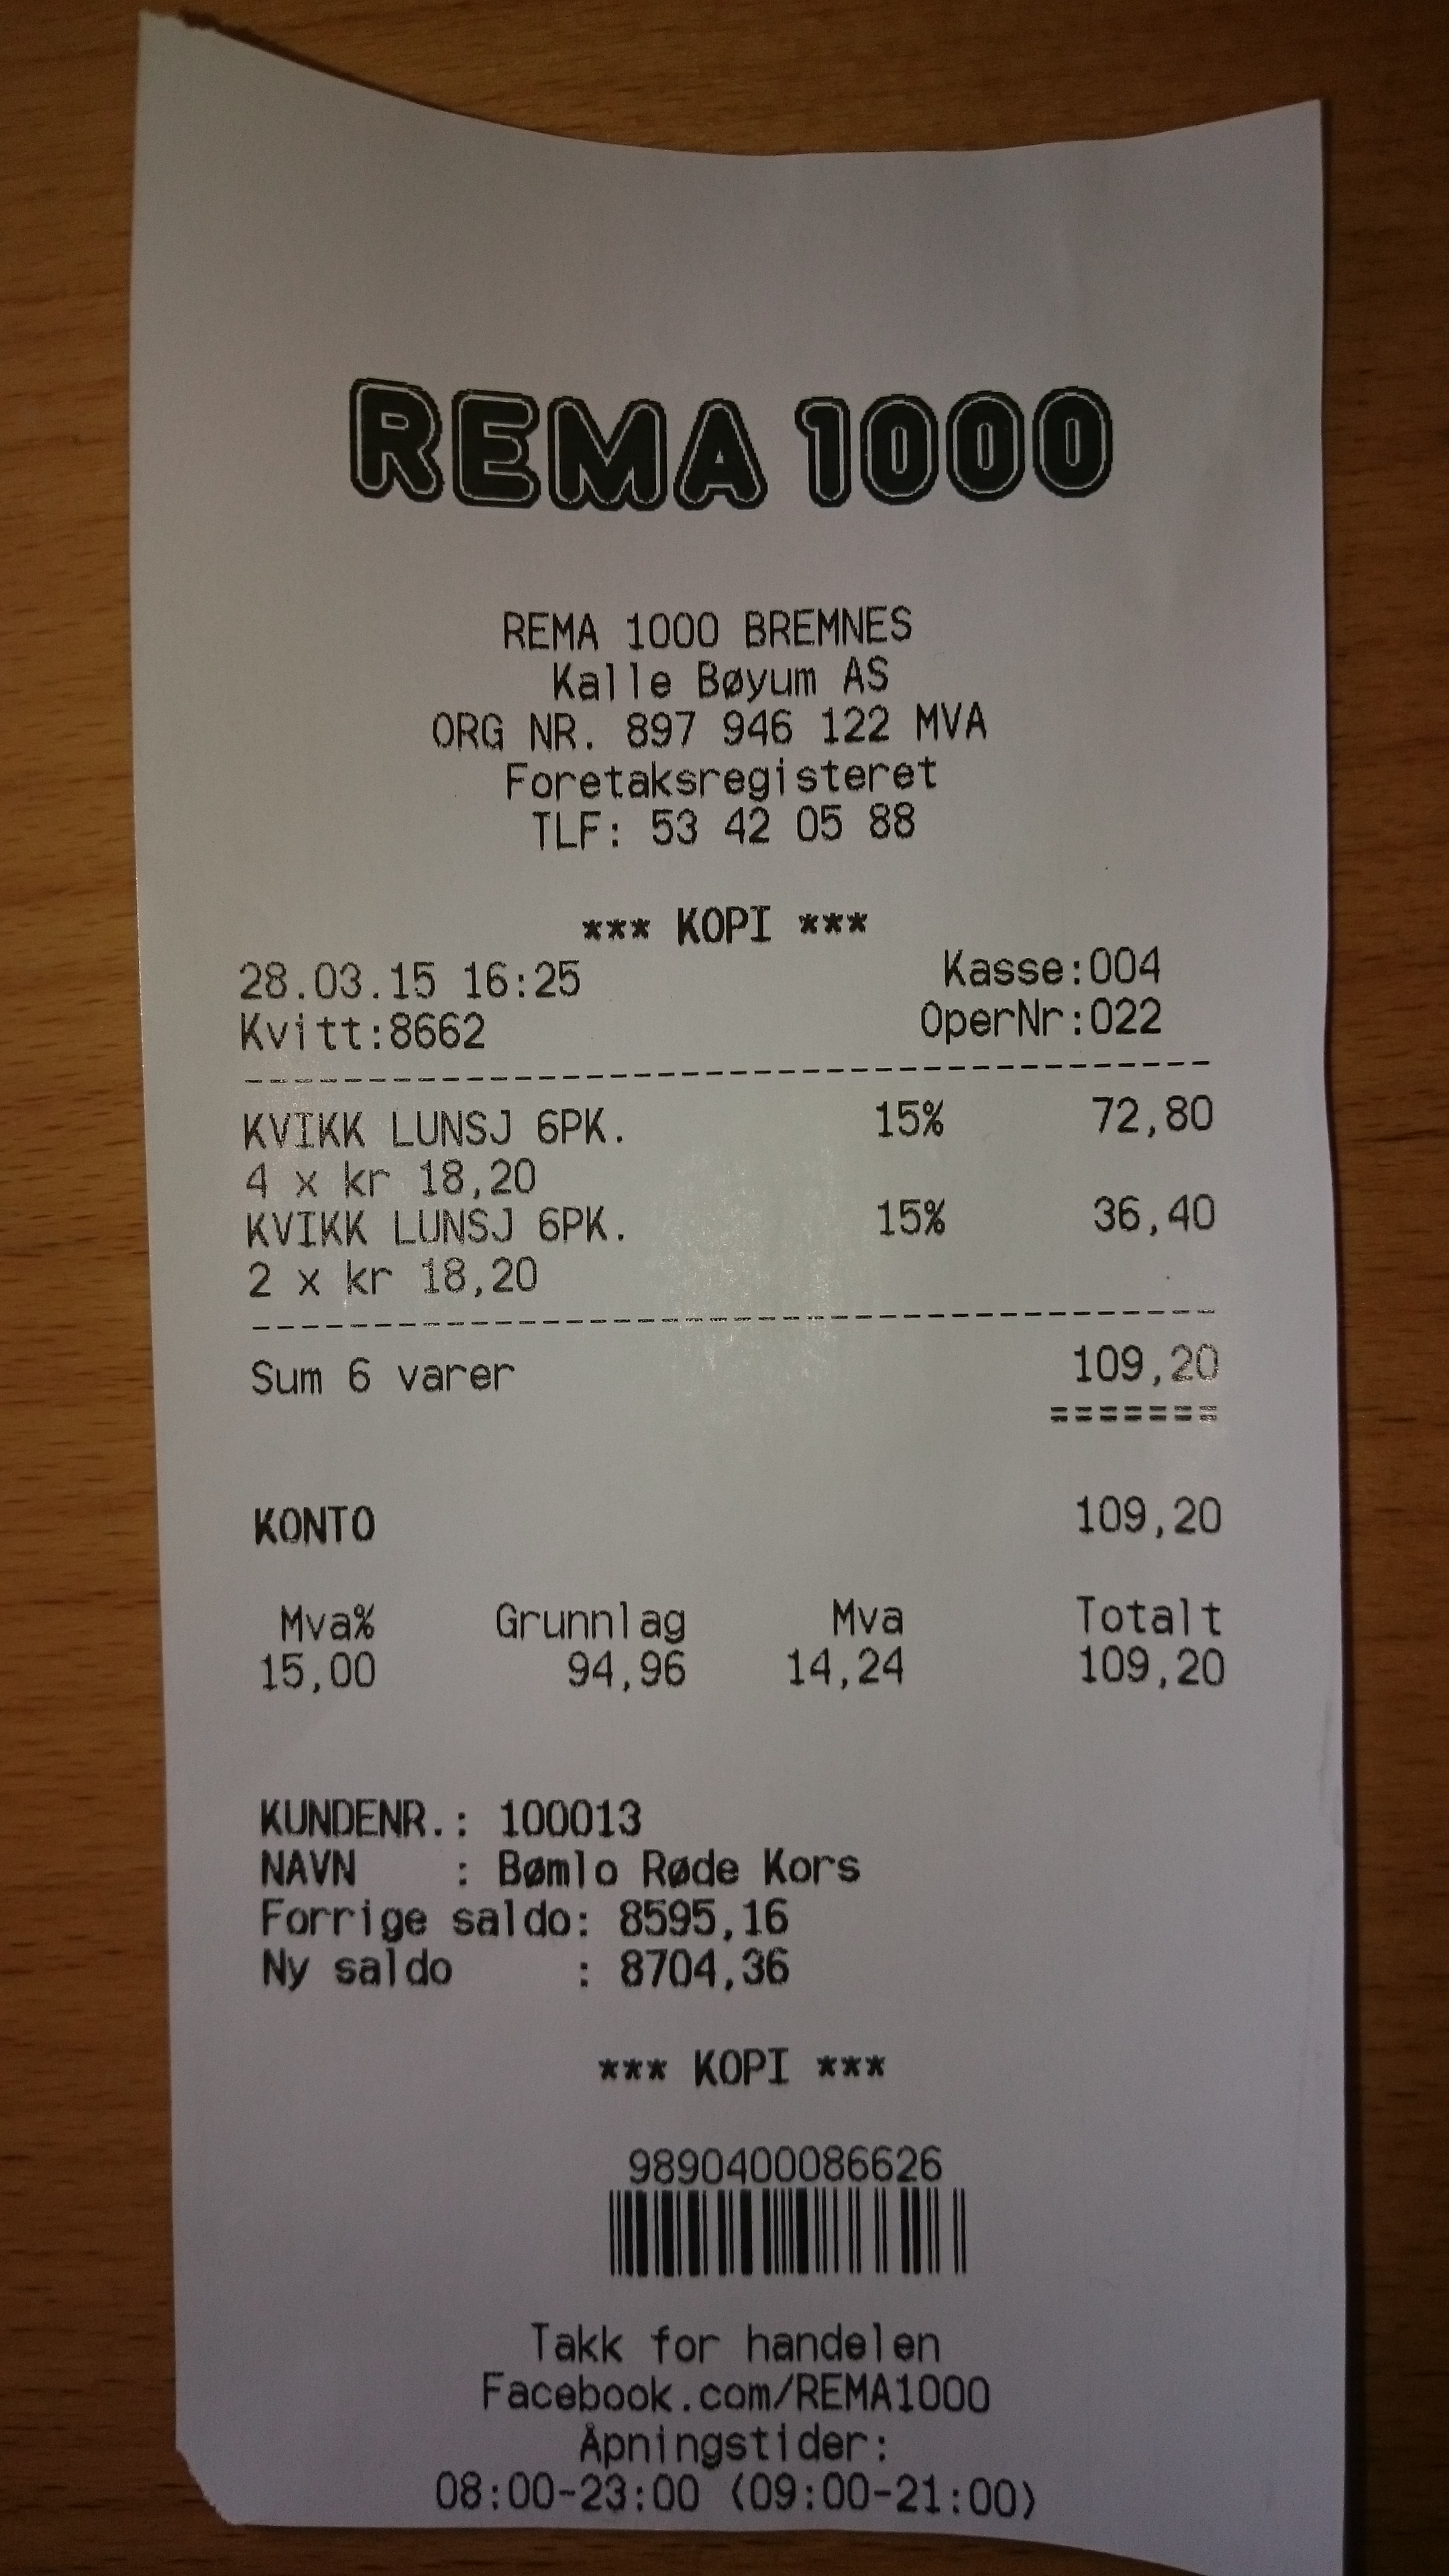 REMA 1000
REMA 1000 BREMNES
Kalle Bøyum AS
ORG NR. 897 946 122 MVA
Foretaksregisteret
TLF: 53 42 05 88
*** KOPI ***
28.03.15 16:25 Kasse:004
Kvitt:8662 OperNr:022
KVIKK LUNSJ 6PK. 15% 72,80
4 x kr 18,20
KVIKK LUNSJ 6PK. 15% 36,40
2 x kr 18,20
Sum 6 varer 109,20
=======
KONTO 109,20
Mva% Grunnlag Mva Totalt
15,00 94,96 14,24 109,20
KUNDENR.: 100013
NAVN : Bømlo Røde Kors
Forrige saldo: 8595,16
Ny saldo : 8704,36
*** KOPI ***
9890400086626
Takk for handelen
Facebook.com/REMA1000
Åpningstider:
08:00-23:00 (09:00-21:00)